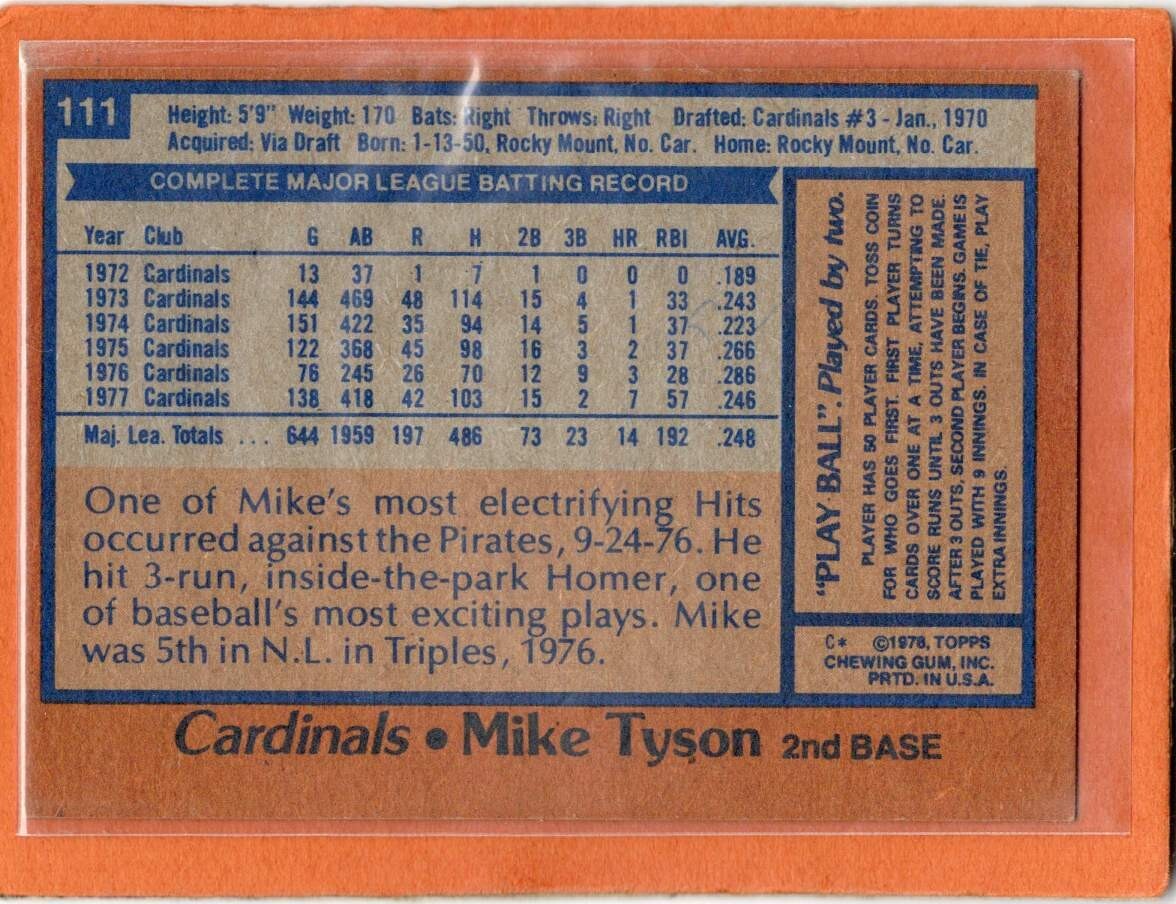 111
Height: 5'9" Weight: 170 Bats: Right Throws: Right Drafted: Cardinals #3 - Jan., 1970
Acquired: Via Draft Born: 1-13-50, Rocky Mount, No. Car. Home: Rocky Mount, No. Car.
COMPLETE MAJOR LEAGUE BATTING RECORD
Year Club G AB R H 2B 3B HR RBI AVG.
1972 Cardinals 13 37 1 7 1 0 0 0 .189
1973 Cardinals 144 469 48 114 15 4 1 33 .243
1974 Cardinals 151 422 35 94 14 5 1 37 .223
1975 Cardinals 122 368 45 98 16 3 2 37 .266
1976 Cardinals 76 245 26 70 12 9 3 28 .286
1977 Cardinals 138 418 42 103 15 2 7 57 .246
Maj. Lea. Totals ... 644 1959 197 486 73 23 14 192 .248
One of Mike's most electrifying Hits
occurred against the Pirates, 9-24-76. He
hit 3-run, inside-the-park Homer, one
of baseball's most exciting plays. Mike
was 5th in N.L. in Triples, 1976.
"PLAY BALL". Played by two.
PLAYER HAS 50 PLAYER CARDS. TOSS COIN
FOR WHO GOES FIRST. FIRST PLAYER TURNS
CARDS OVER ONE AT A TIME, ATTEMPTING TO
SCORE RUNS UNTIL 3 OUTS HAVE BEEN MADE.
AFTER 3 OUTS, SECOND PLAYER BEGINS. GAME IS
PLAYED WITH 9 INNINGS. IN CASE OF TIE, PLAY
EXTRA INNINGS.
C* ©1978, TOPPS
CHEWING GUM, INC.
PRTD. IN U.S.A.
Cardinals • Mike Tyson 2nd BASE